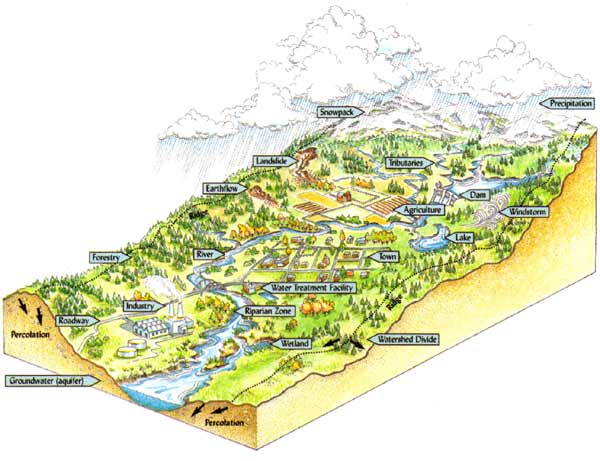 Precipitation
Snowpack
Landslide
Tributaries
Earthflow
Dam
Ridge
Agriculture
Windstorm
Lake
Forestry
River
Town
Water Treatment Facility
Ridge
Industry
Riparian Zone
Roadway
Percolation
Wetland
Watershed Divide
Groundwater (aquifer)
Percolation